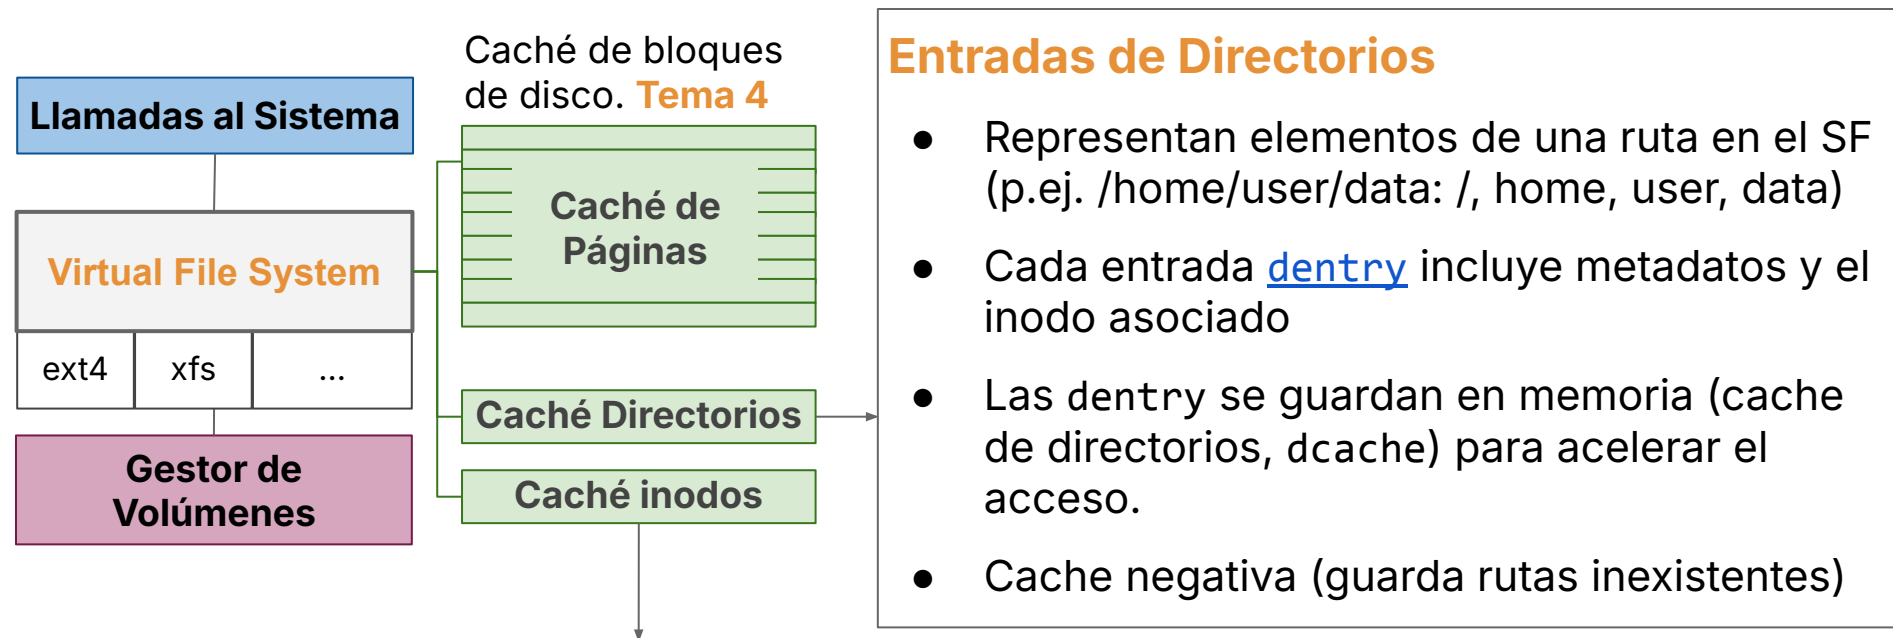 Llamadas al Sistema
Virtual File System
ext4
xfs
...
Gestor de
Volúmenes
Caché de bloques
de disco. Tema 4
Caché de
Páginas
Caché Directorios
Caché inodos
Entradas de Directorios
● Representan elementos de una ruta en el SF
(p.ej. /home/user/data: /, home, user, data)
● Cada entrada dentry incluye metadatos y el
inodo asociado
● Las dentry se guardan en memoria (cache
de directorios, dcache) para acelerar el
acceso.
● Cache negativa (guarda rutas inexistentes)